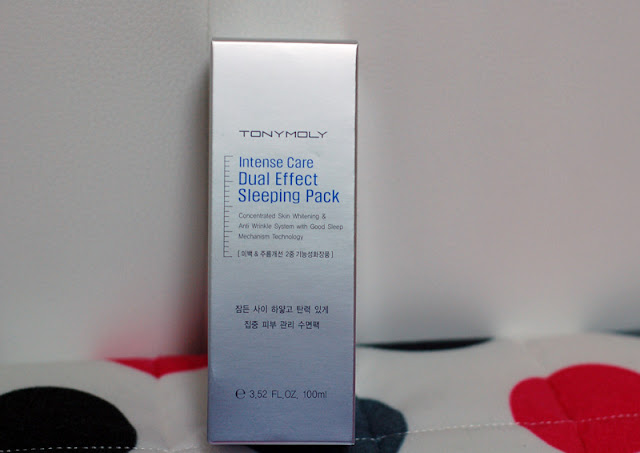 TONYMOLY
Intense Care
Dual Effect
Sleeping Pack
Concentrated Skin Whitening &
Anti Wrinkle System with Good Sleep
Mechanism Technology
[ 미백 & 주름개선 2중 기능성화장품 ]
잠든 사이 하얗고 탄력 있게
집중 피부 관리 수면팩
℮ 3.52 FL.OZ. 100ml